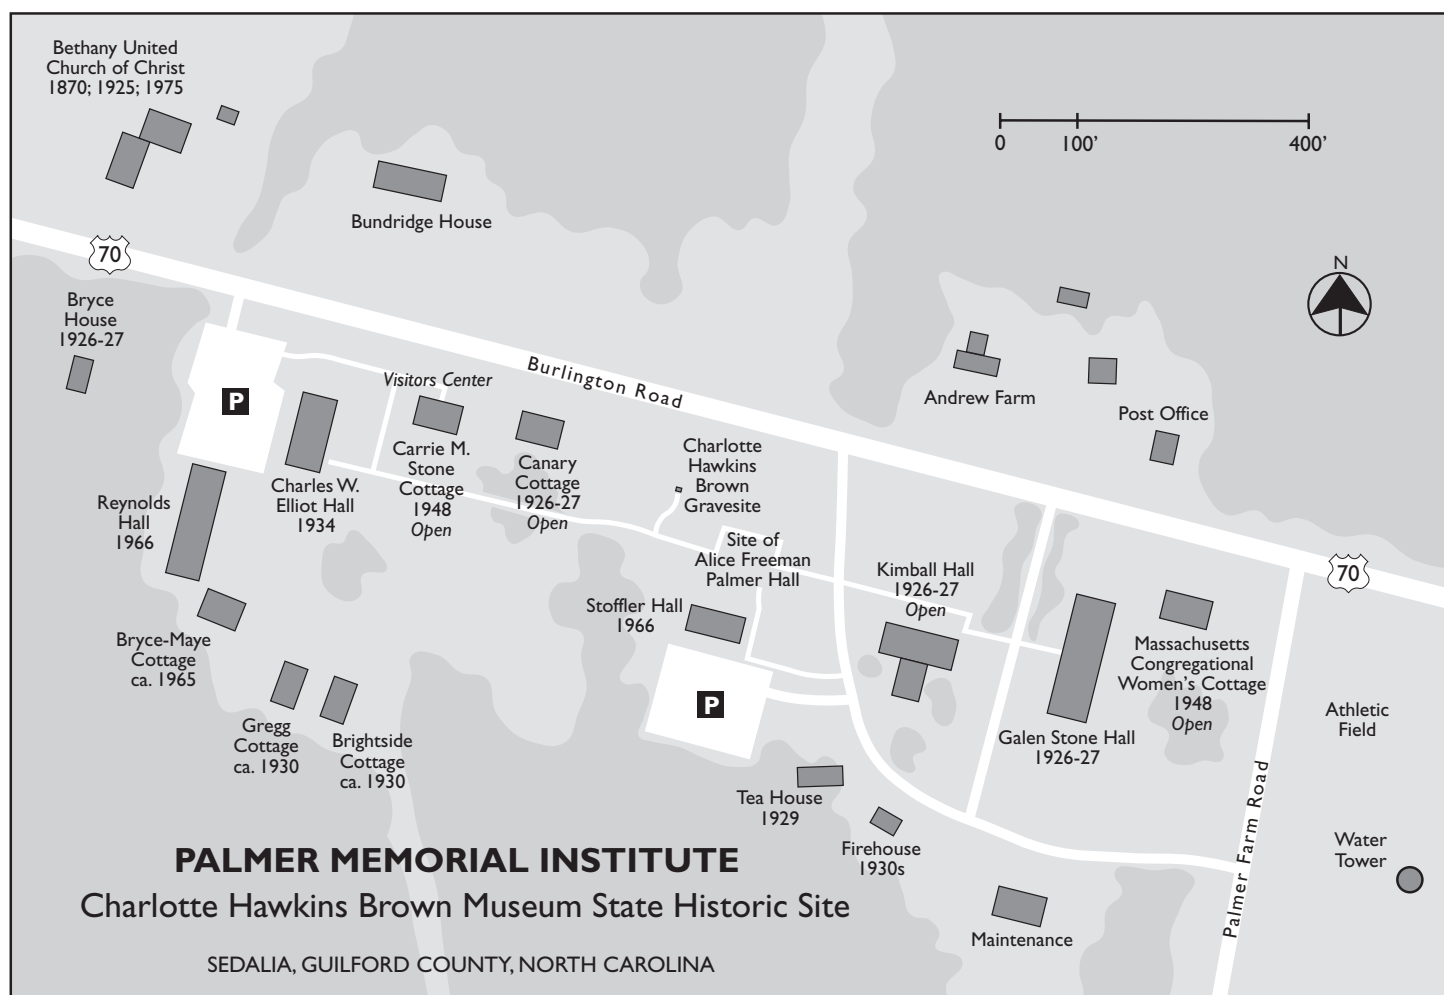 Bethany United
Church of Christ
1870; 1925; 1975
Bundridge House
0
100'
400'
N
70
Bryce
House
1926-27
P
Visitors Center
Burlington Road
Andrew Farm
Post Office
Reynolds
Hall
1966
Charles W.
Elliot Hall
1934
Carrie M.
Stone
Cottage
1948
Open
Canary
Cottage
1926-27
Open
Charlotte
Hawkins
Brown
Gravesite
Site of
Alice Freeman
Palmer Hall
Kimball Hall
1926-27
Open
70
Stoffler Hall
1966
Bryce-Maye
Cottage
ca. 1965
Massachusetts
Congregational
Women's Cottage
1948
Open
P
Gregg
Cottage
ca. 1930
Brightside
Cottage
ca. 1930
Galen Stone Hall
1926-27
Athletic
Field
Tea House
1929
Firehouse
1930s
Palmer Farm Road
Water
Tower
Maintenance
PALMER MEMORIAL INSTITUTE
Charlotte Hawkins Brown Museum State Historic Site
SEDALIA, GUILFORD COUNTY, NORTH CAROLINA